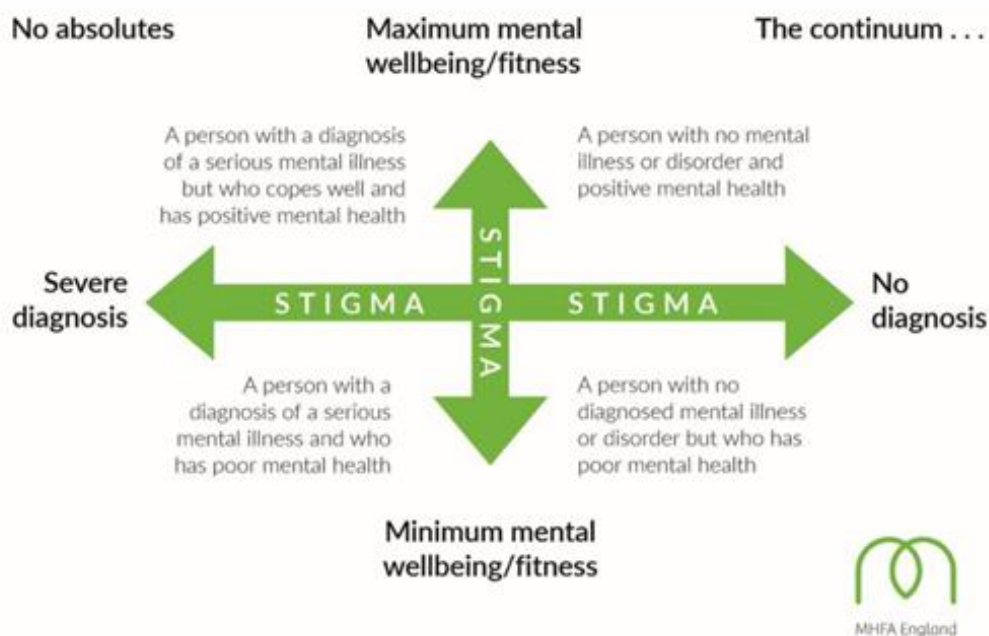 No absolutes
Maximum mental
wellbeing/fitness
The continuum . . .
A person with a diagnosis
of a serious mental illness
but who copes well and
has positive mental health
A person with no mental
illness or disorder and
positive mental health
STIGMA
Severe
diagnosis
STIGMA
STIGMA
No
diagnosis
A person with a
diagnosis of a serious
mental illness and who
has poor mental health
A person with no
diagnosed mental illness
or disorder but who has
poor mental health
Minimum mental
wellbeing/fitness
MHFA England